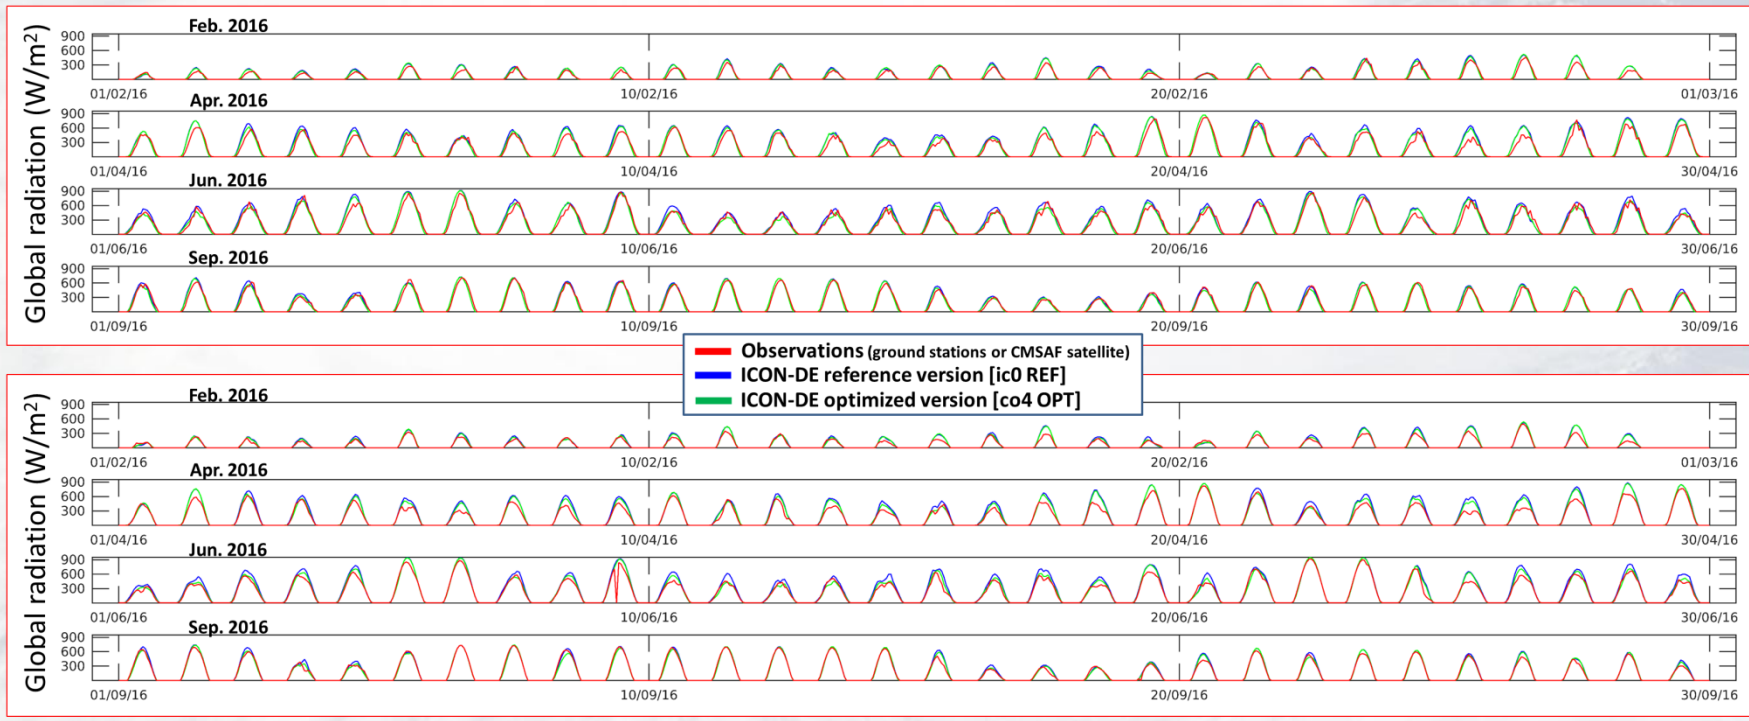 Global radiation (W/m²)
Feb. 2016
900
600
300
01/02/16 10/02/16 20/02/16 01/03/16
Apr. 2016
900
600
300
01/04/16 10/04/16 20/04/16 30/04/16
Jun. 2016
900
600
300
01/06/16 10/06/16 20/06/16 30/06/16
Sep. 2016
900
600
300
01/09/16 10/09/16 20/09/16 30/09/16
Observations (ground stations or CMSAF satellite)
ICON-DE reference version [ic0 REF]
ICON-DE optimized version [co4 OPT]
Global radiation (W/m²)
Feb. 2016
900
600
300
01/02/16 10/02/16 20/02/16 01/03/16
Apr. 2016
900
600
300
01/04/16 10/04/16 20/04/16 30/04/16
Jun. 2016
900
600
300
01/06/16 10/06/16 20/06/16 30/06/16
Sep. 2016
900
600
300
01/09/16 10/09/16 20/09/16 30/09/16